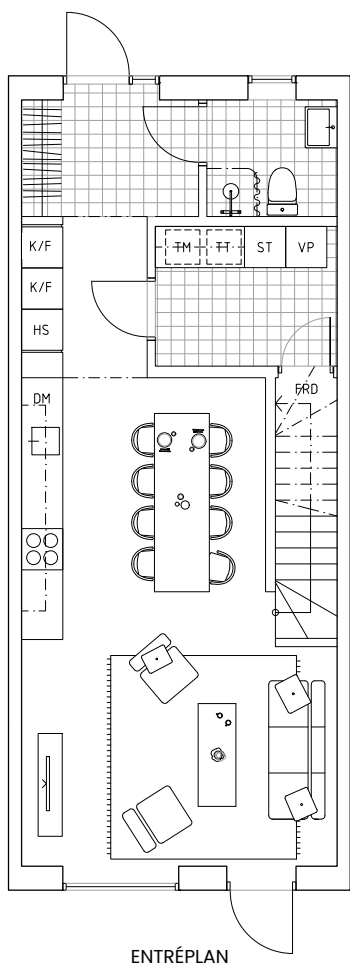 TM TT ST VP
K/F
K/F
HS
FRD
DM
ENTRÉPLAN